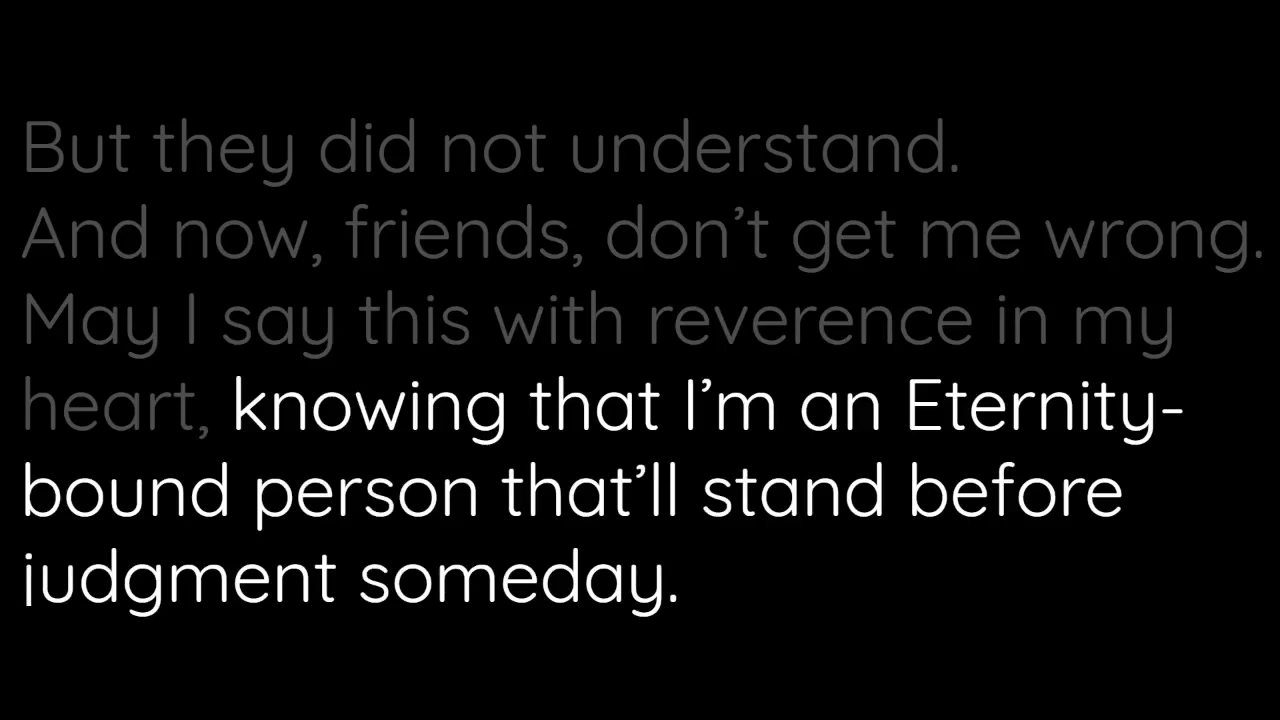 But they did not understand.
And now, friends, don’t get me wrong.
May I say this with reverence in my
heart, knowing that I’m an Eternity-
bound person that’ll stand before
judgment someday.